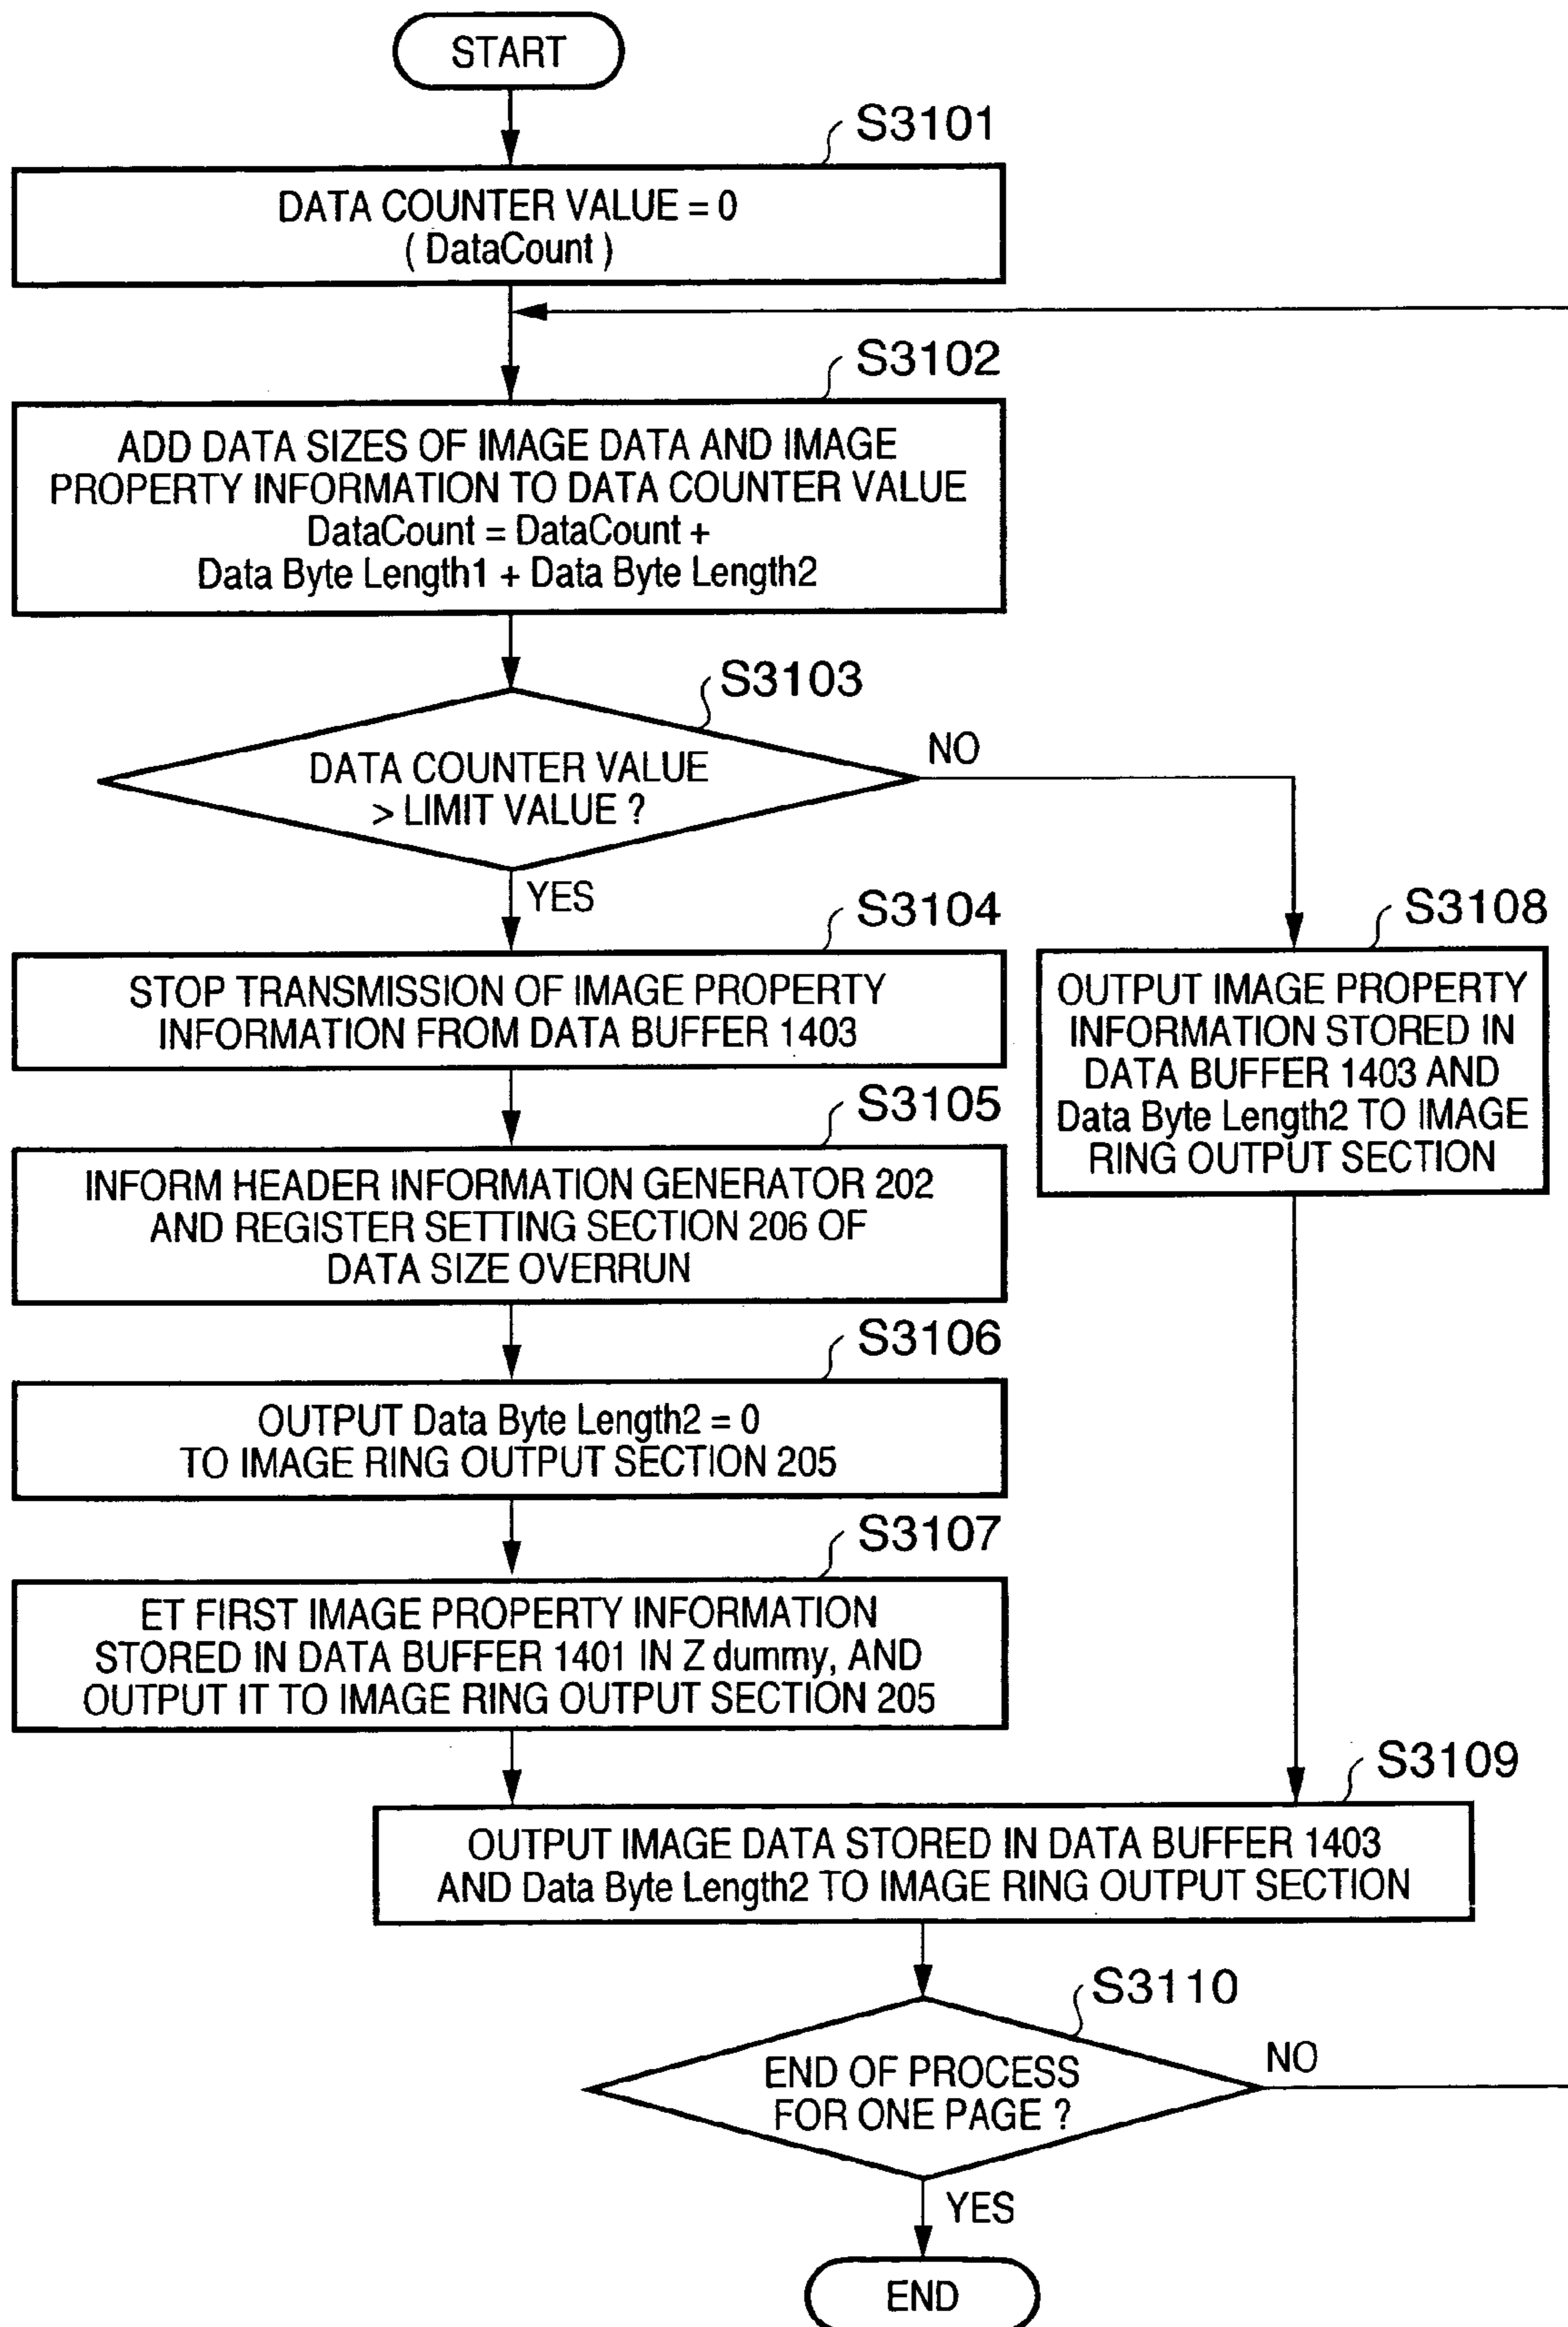 START
S3101
DATA COUNTER VALUE = 0
( DataCount )
S3102
ADD DATA SIZES OF IMAGE DATA AND IMAGE
PROPERTY INFORMATION TO DATA COUNTER VALUE
DataCount = DataCount +
Data Byte Length1 + Data Byte Length2
S3103
DATA COUNTER VALUE
> LIMIT VALUE ?
NO
YES
S3104
STOP TRANSMISSION OF IMAGE PROPERTY
INFORMATION FROM DATA BUFFER 1403
S3108
OUTPUT IMAGE PROPERTY
INFORMATION STORED IN
DATA BUFFER 1403 AND
Data Byte Length2 TO IMAGE
RING OUTPUT SECTION
S3105
INFORM HEADER INFORMATION GENERATOR 202
AND REGISTER SETTING SECTION 206 OF
DATA SIZE OVERRUN
S3106
OUTPUT Data Byte Length2 = 0
TO IMAGE RING OUTPUT SECTION 205
S3107
ET FIRST IMAGE PROPERTY INFORMATION
STORED IN DATA BUFFER 1401 IN Z dummy, AND
OUTPUT IT TO IMAGE RING OUTPUT SECTION 205
S3109
OUTPUT IMAGE DATA STORED IN DATA BUFFER 1403
AND Data Byte Length2 TO IMAGE RING OUTPUT SECTION
S3110
END OF PROCESS
FOR ONE PAGE ?
NO
YES
END